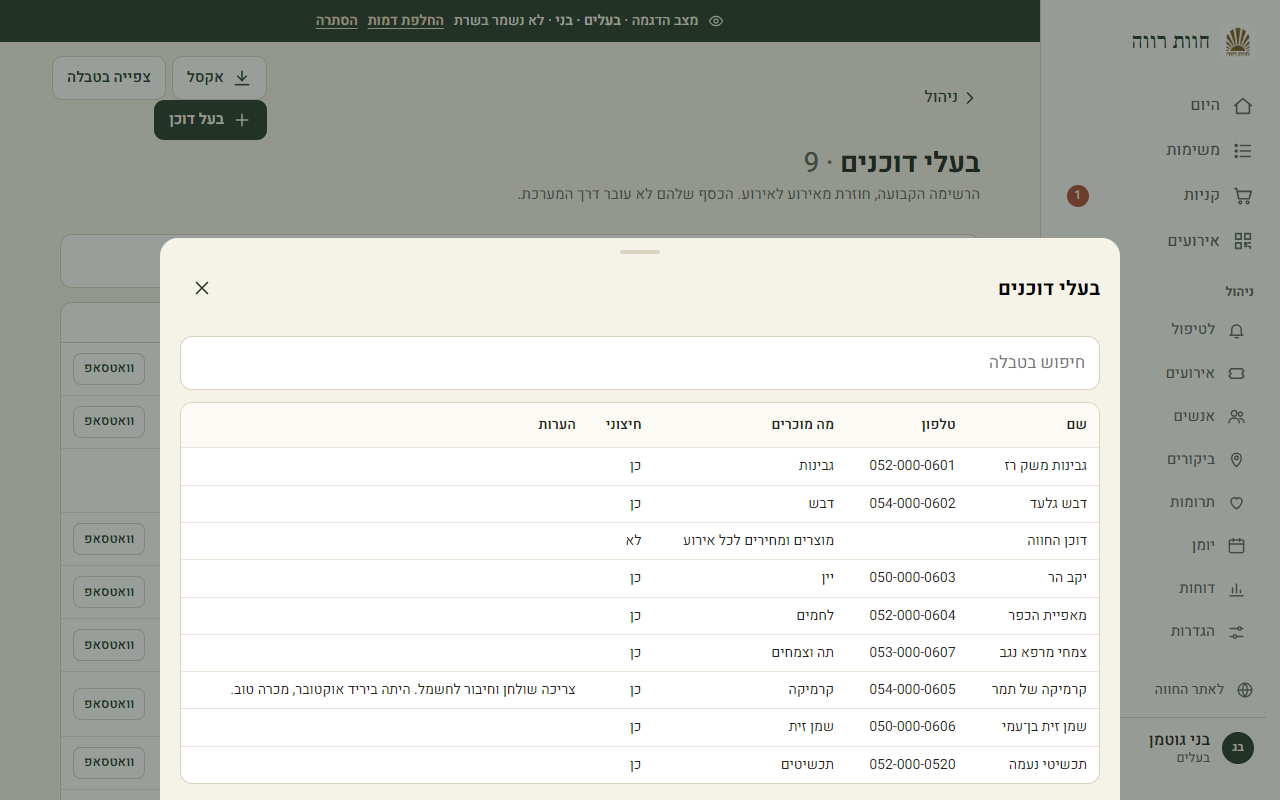 מצב הדגמה · בעלים · בני · לא נשמר בשרת החלפת דמות הסתרה
חוות רווה
היום
משימות
קניות 1
אירועים
ניהול
לטיפול
אירועים
אנשים
ביקורים
תרומות
יומן
דוחות
הגדרות
לאתר החווה
בג בני גוטמן
בעלים
ניהול
אקסל צפייה בטבלה
בעל דוכן
בעלי דוכנים · 9
הרשימה הקבועה, חוזרת מאירוע לאירוע. הכסף שלהם לא עובר דרך המערכת.
וואטסאפ
וואטסאפ
וואטסאפ
וואטסאפ
וואטסאפ
וואטסאפ
וואטסאפ
בעלי דוכנים
חיפוש בטבלה
שם טלפון מה מוכרים חיצוני הערות
גבינות משק רז 052-000-0601 גבינות כן
דבש גלעד 054-000-0602 דבש כן
דוכן החווה מוצרים ומחירים לכל אירוע לא
יקב הר 050-000-0603 יין כן
מאפיית הכפר 052-000-0604 לחמים כן
צמחי מרפא נגב 053-000-0607 תה וצמחים כן
קרמיקה של תמר 054-000-0605 קרמיקה כן צריכה שולחן וחיבור לחשמל. היתה ביריד אוקטובר, מכרה טוב.
שמן זית בן־עמי 050-000-0606 שמן זית כן
תכשיטי נעמה 052-000-0520 תכשיטים כן